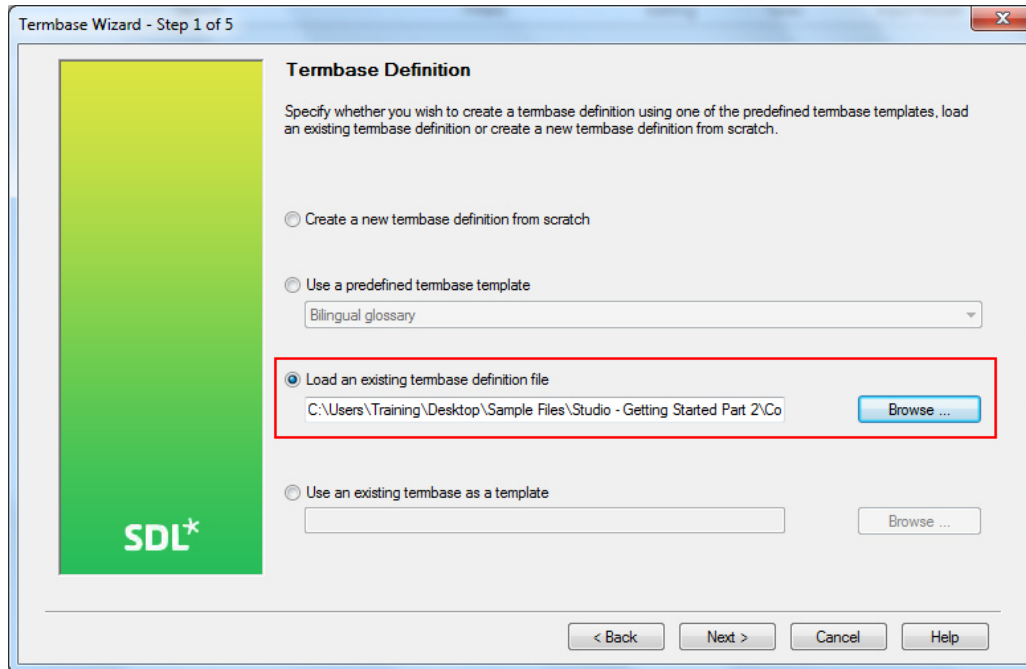 Termbase Wizard - Step 1 of 5
Termbase Definition
Specify whether you wish to create a termbase definition using one of the predefined termbase templates, load
an existing termbase definition or create a new termbase definition from scratch.
Create a new termbase definition from scratch
Use a predefined termbase template
Bilingual glossary
Load an existing termbase definition file
C:\Users\Training\Desktop\Sample Files\Studio - Getting Started Part 2\Co
Browse ...
Use an existing termbase as a template
Browse ...
SDL*
< Back
Next >
Cancel
Help